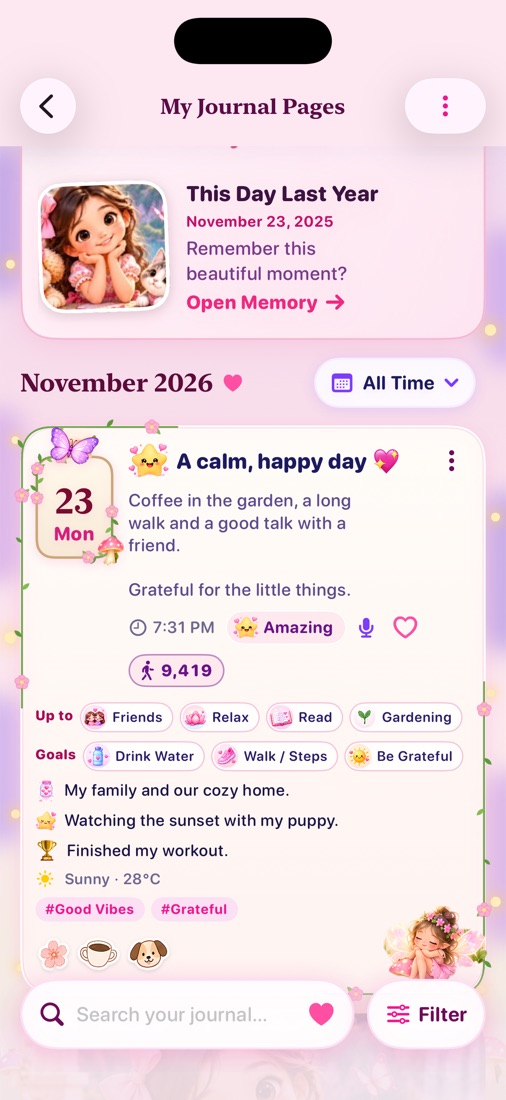 My Journal Pages
This Day Last Year
November 23, 2025
Remember this
beautiful moment?
Open Memory →
November 2026
All Time
23
Mon
A calm, happy day
Coffee in the garden, a long
walk and a good talk with a
friend.
Grateful for the little things.
7:31 PM
Amazing
9,419
Up to
Friends
Relax
Read
Gardening
Goals
Drink Water
Walk / Steps
Be Grateful
My family and our cozy home.
Watching the sunset with my puppy.
Finished my workout.
Sunny · 28°C
#Good Vibes
#Grateful
Search your journal...
Filter